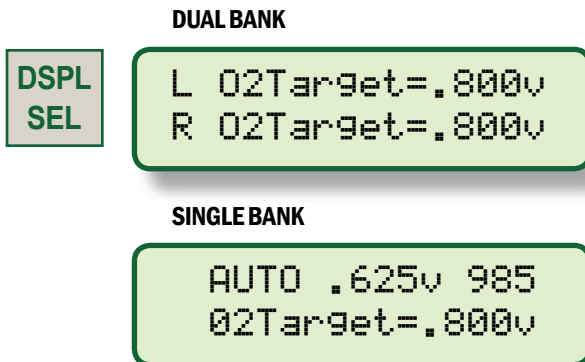 DUAL BANK
DSPL
SEL
L O2Target=.800v
R O2Target=.800v
SINGLE BANK
AUTO .625v 985
02Target=.800v